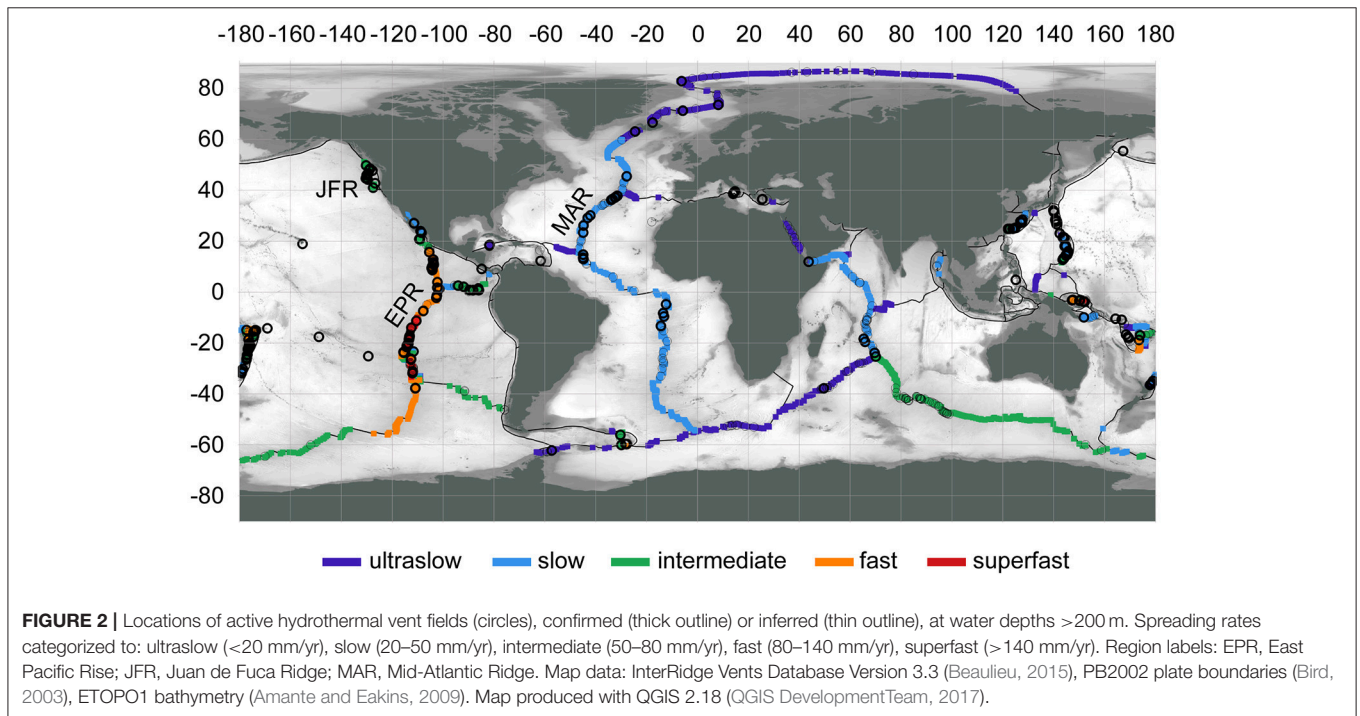 -180 -160 -140 -120 -100 -80 -60 -40 -20 0 20 40 60 80 100 120 140 160 180
80
60
JFR
40
MAR
20
0
EPR
-20
-40
-60
-80
ultraslow slow intermediate fast superfast
FIGURE 2 | Locations of active hydrothermal vent fields (circles), confirmed (thick outline) or inferred (thin outline), at water depths >200 m. Spreading rates
categorized to: ultraslow (<20 mm/yr), slow (20–50 mm/yr), intermediate (50–80 mm/yr), fast (80–140 mm/yr), superfast (>140 mm/yr). Region labels: EPR, East
Pacific Rise; JFR, Juan de Fuca Ridge; MAR, Mid-Atlantic Ridge. Map data: InterRidge Vents Database Version 3.3 (Beaulieu, 2015), PB2002 plate boundaries (Bird,
2003), ETOPO1 bathymetry (Amante and Eakins, 2009). Map produced with QGIS 2.18 (QGIS DevelopmentTeam, 2017).